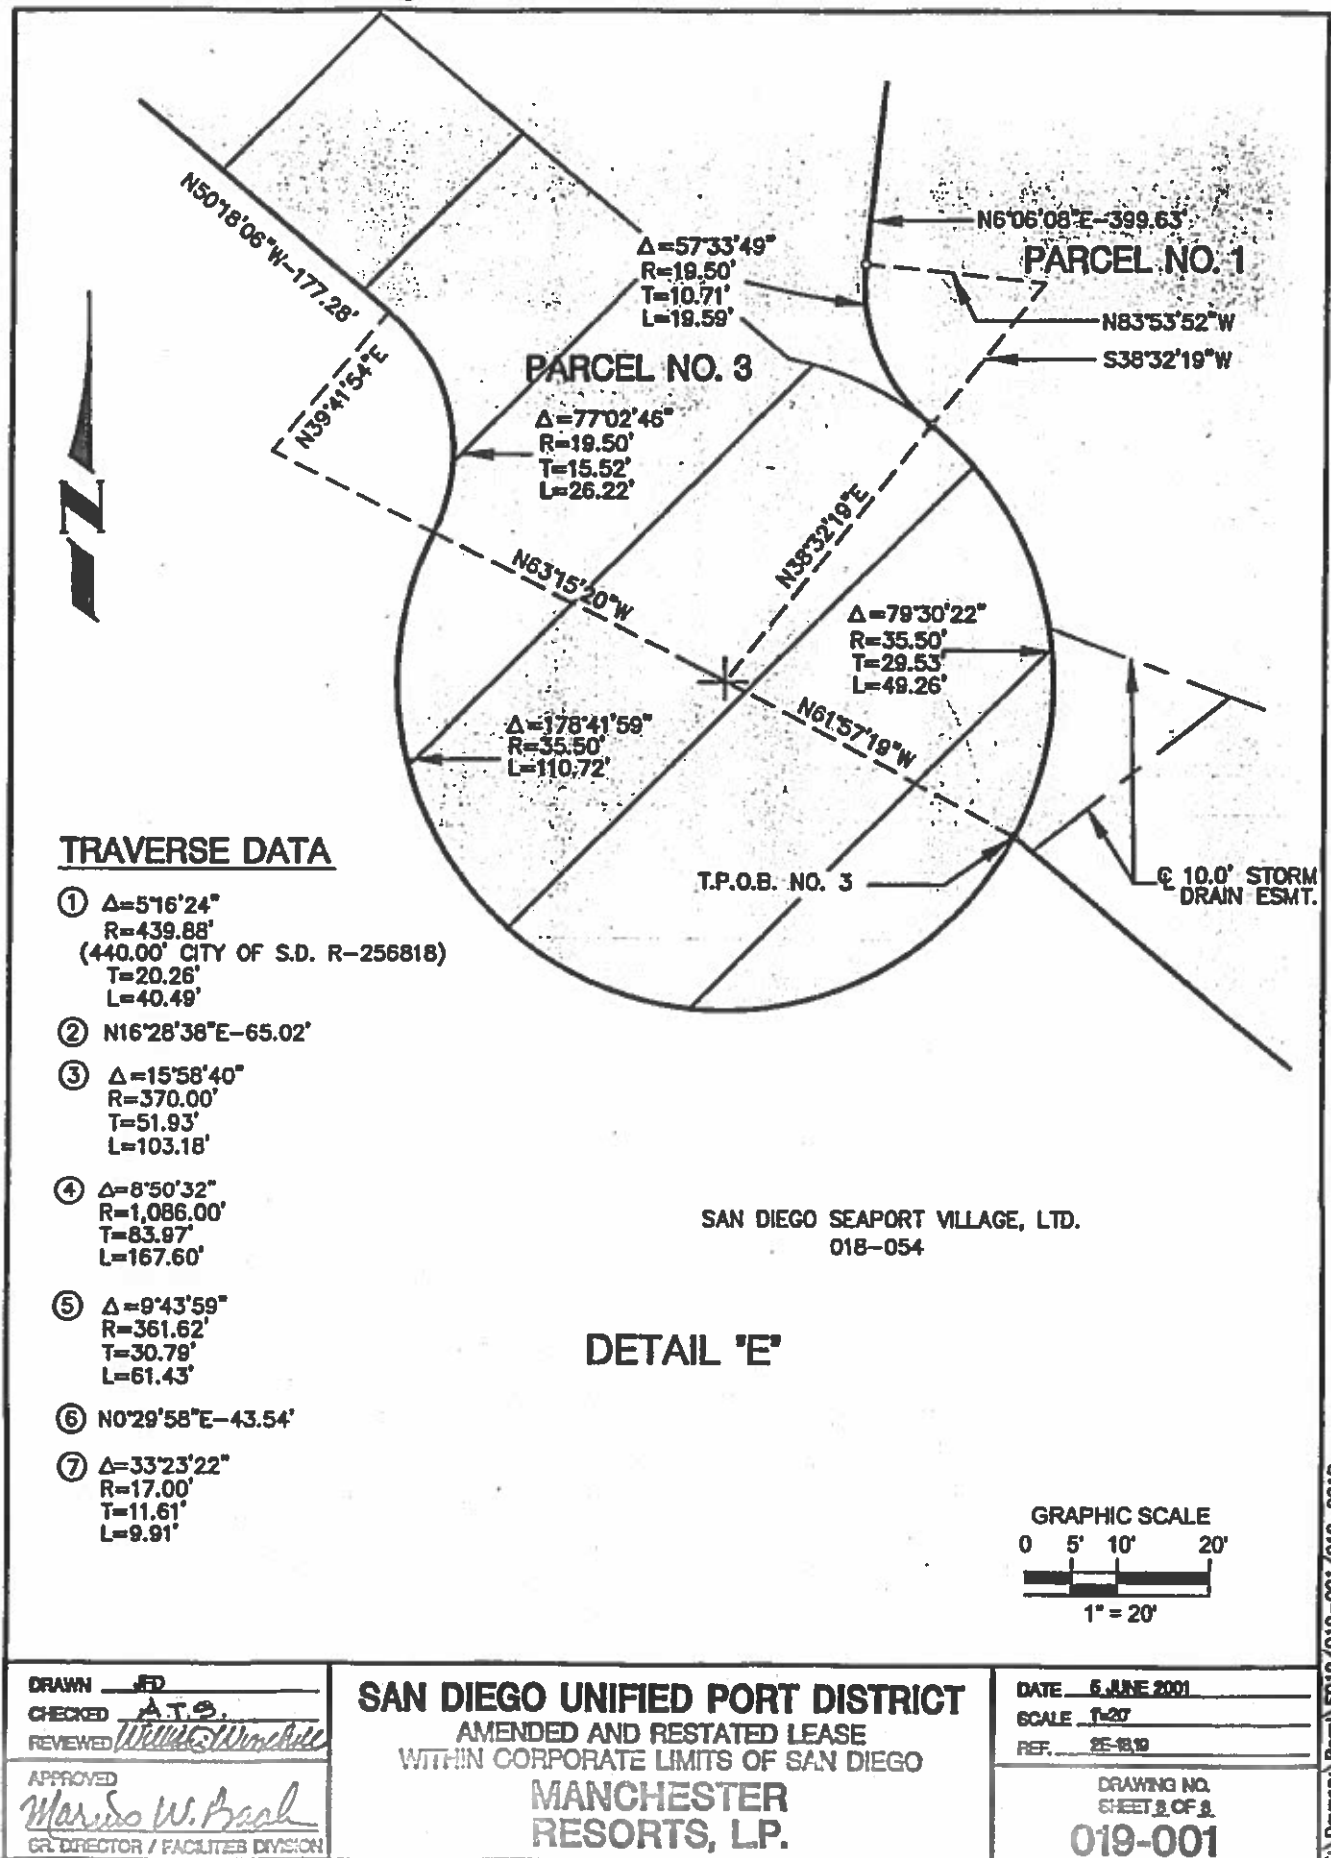 N50°18'06"W-177.28'
N39°41'54"E
Δ=57°33'49"
R=19.50'
T=10.71'
L=19.59'
N6°06'08"E-399.63'
PARCEL NO. 1
N83°53'52"W
S38°32'19"W
PARCEL NO. 3
Δ=77°02'46"
R=19.50'
T=15.52'
L=26.22'
N63°15'20"W
N38°32'19"E
Δ=79°30'22"
R=35.50'
T=29.53'
L=49.26'
N61°57'19"W
Δ=178°41'59"
R=35.50'
L=110.72'
T.P.O.B. NO. 3
℄ 10.0' STORM
DRAIN ESMT.
N
TRAVERSE DATA
① Δ=5°16'24"
R=439.88'
(440.00' CITY OF S.D. R-256818)
T=20.26'
L=40.49'
② N16°28'38"E-65.02'
③ Δ=15°58'40"
R=370.00'
T=51.93'
L=103.18'
④ Δ=8°50'32"
R=1,086.00'
T=83.97'
L=167.60'
⑤ Δ=9°43'59"
R=361.62'
T=30.79'
L=61.43'
⑥ N0°29'58"E-43.54'
⑦ Δ=33°23'22"
R=17.00'
T=11.61'
L=9.91'
SAN DIEGO SEAPORT VILLAGE, LTD.
018-054
DETAIL "E"
GRAPHIC SCALE
0 5' 10' 20'
1" = 20'
DRAWN JFD
CHECKED A.T.S.
REVIEWED
APPROVED
SR. DIRECTOR / FACILITIES DIVISION
SAN DIEGO UNIFIED PORT DISTRICT
AMENDED AND RESTATED LEASE
WITHIN CORPORATE LIMITS OF SAN DIEGO
MANCHESTER
RESORTS, L.P.
DATE 5 JUNE 2001
SCALE 1"=20'
REF. 2E-18,19
DRAWING NO.
SHEET 8 OF 8
019-001